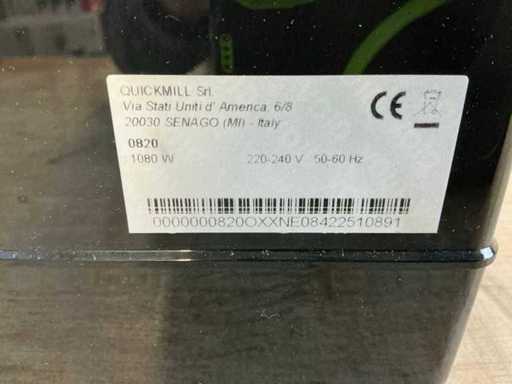 QUICKMILL Srl.
Via Stati Uniti d' America, 6/8
20030 SENAGO (MI) - Italy
0820
1080 W 220-240 V 50-60 Hz
CE
0000000820OXXNE08422510891